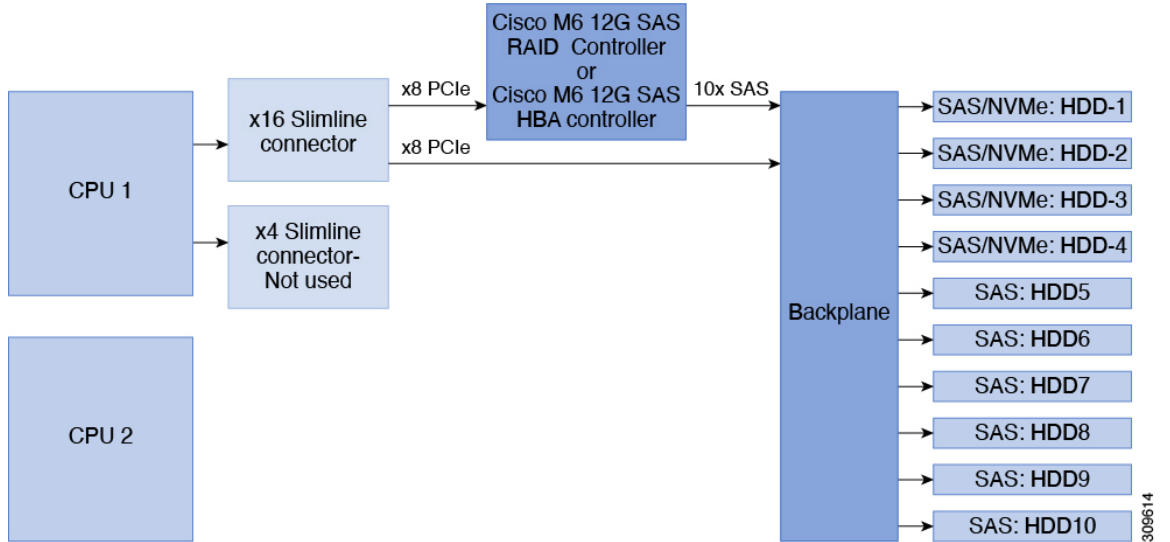 Cisco M6 12G SAS
RAID Controller
or
Cisco M6 12G SAS
HBA controller
x8 PCIe
10x SAS
x16 Slimline
connector
x8 PCIe
CPU 1
x4 Slimline
connector-
Not used
CPU 2
Backplane
SAS/NVMe: HDD-1
SAS/NVMe: HDD-2
SAS/NVMe: HDD-3
SAS/NVMe: HDD-4
SAS: HDD5
SAS: HDD6
SAS: HDD7
SAS: HDD8
SAS: HDD9
SAS: HDD10
309614